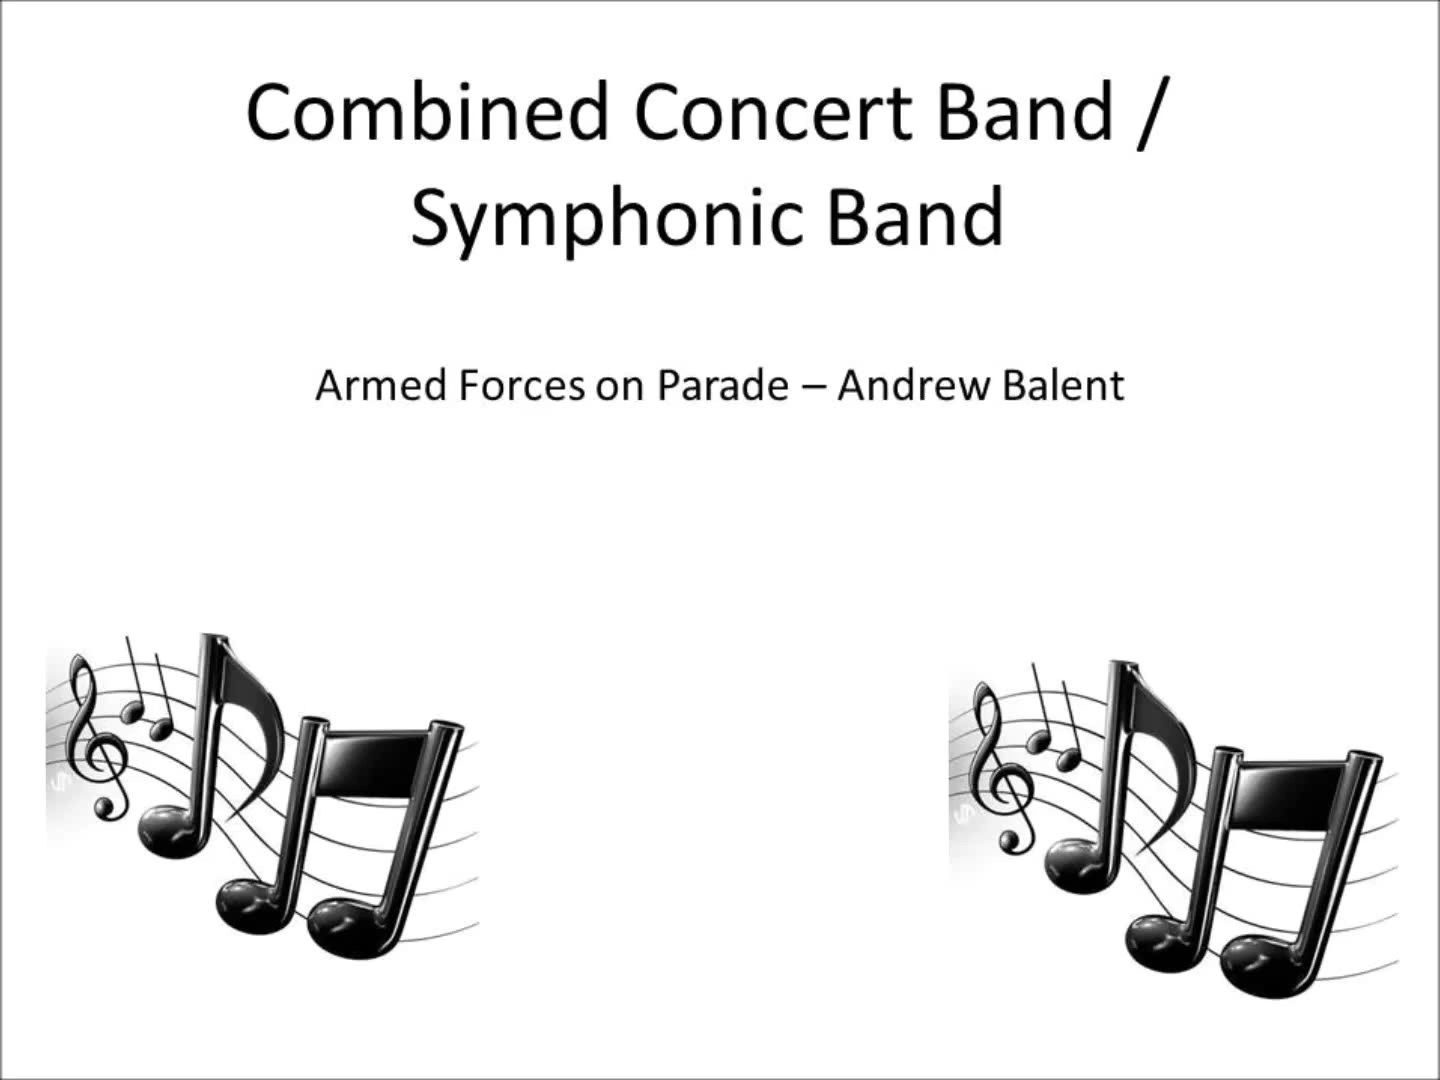 Combined Concert Band /
Symphonic Band
Armed Forces on Parade – Andrew Balent